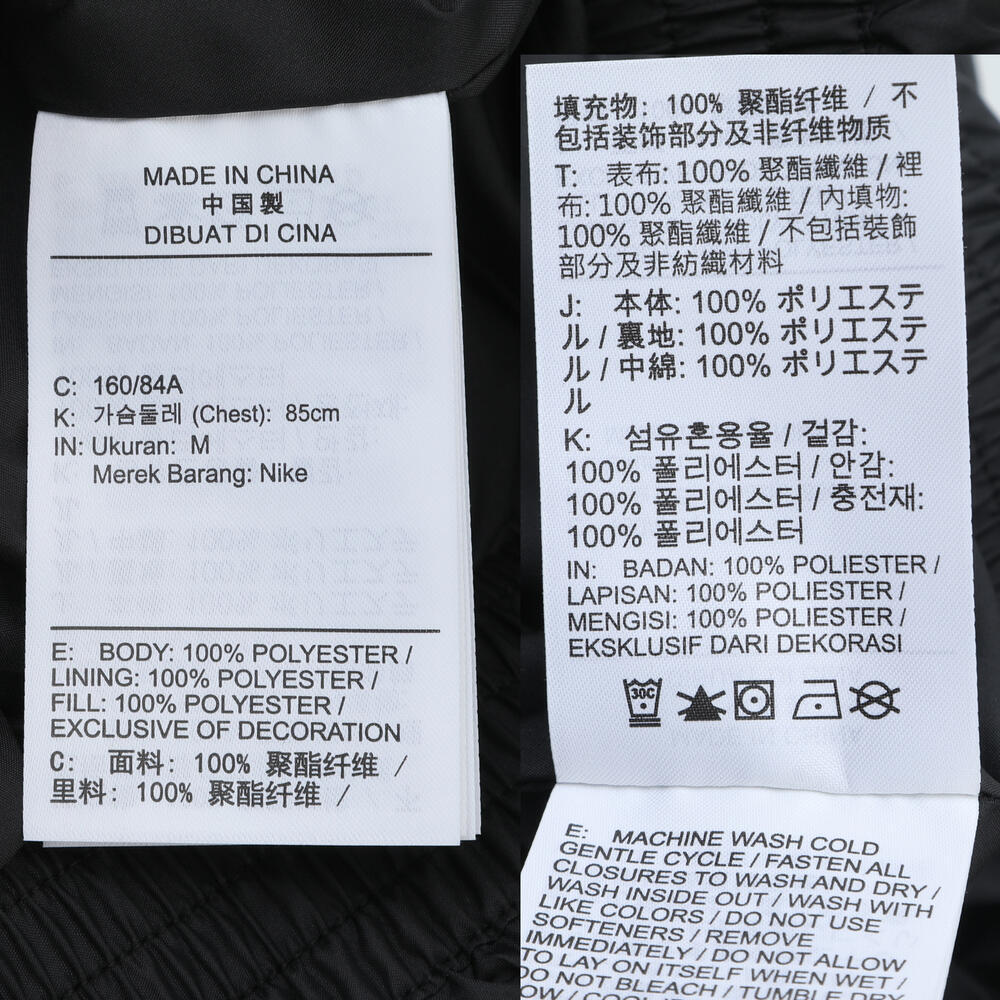 MADE IN CHINA
中国製
DIBUAT DI CINA
C: 160/84A
K: 가슴둘레 (Chest): 85cm
IN: Ukuran: M
Merek Barang: Nike
E: BODY: 100% POLYESTER /
LINING: 100% POLYESTER /
FILL: 100% POLYESTER /
EXCLUSIVE OF DECORATION
C: 面料: 100% 聚酯纤维 /
里料: 100% 聚酯纤维 /
填充物: 100% 聚酯纤维 / 不
包括装饰部分及非纤维物质
T: 表布: 100% 聚酯纖維 / 裡
布: 100% 聚酯纖維 / 內填物:
100% 聚酯纖維 / 不包括裝飾
部分及非紡織材料
J: 本体: 100% ポリエステ
ル / 裏地: 100% ポリエステ
ル / 中綿: 100% ポリエステ
ル
K: 섬유혼용율 / 겉감:
100% 폴리에스터 / 안감:
100% 폴리에스터 / 충전재:
100% 폴리에스터
IN: BADAN: 100% POLIESTER /
LAPISAN: 100% POLIESTER /
MENGISI: 100% POLIESTER /
EKSKLUSIF DARI DEKORASI
30C
E: MACHINE WASH COLD
GENTLE CYCLE / FASTEN ALL
CLOSURES TO WASH AND DRY /
WASH INSIDE OUT / WASH WITH
LIKE COLORS / DO NOT USE
SOFTENERS / REMOVE
IMMEDIATELY / DO NOT ALLOW
TO LAY ON ITSELF WHEN WET /
DO NOT BLEACH / TUMBLE DRY